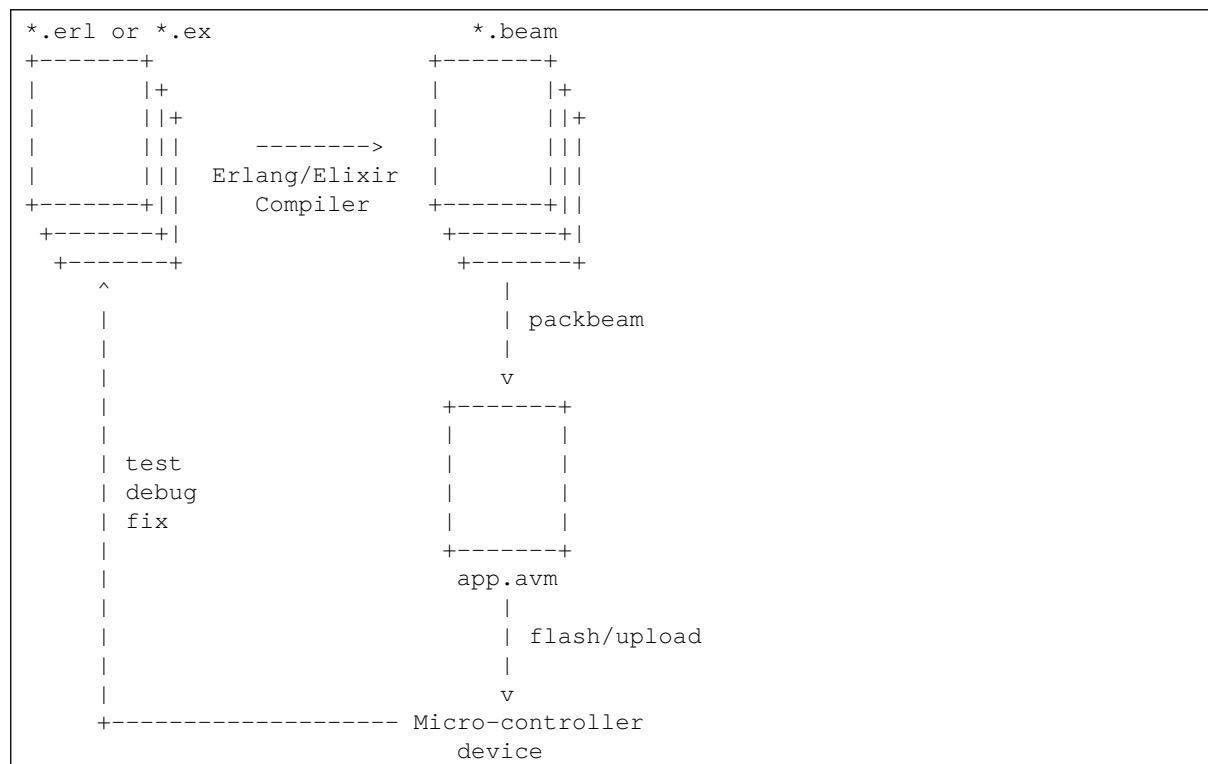 *.erl or *.ex                      *.beam
-------->
Erlang/Elixir
Compiler
packbeam
test
debug
fix
app.avm
flash/upload
Micro-controller
device